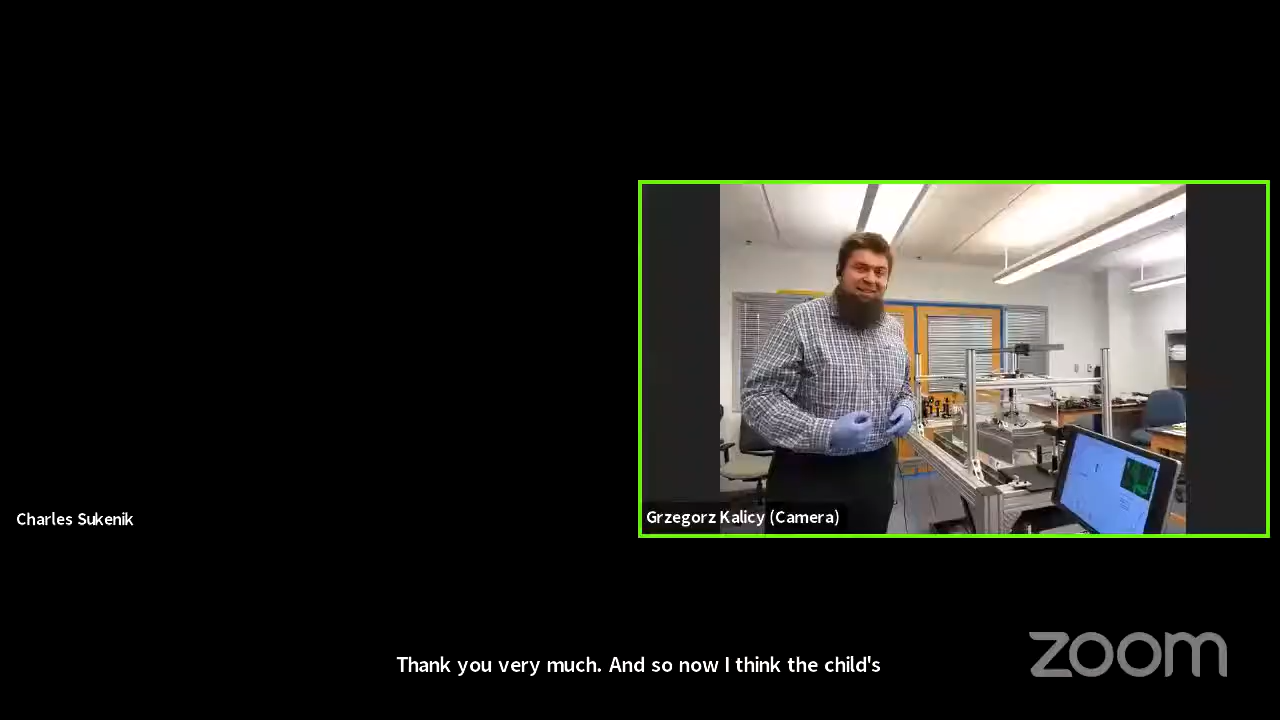 Charles Sukenik
Grzegorz Kalicy (Camera)
Thank you very much. And so now I think the child's
zoom